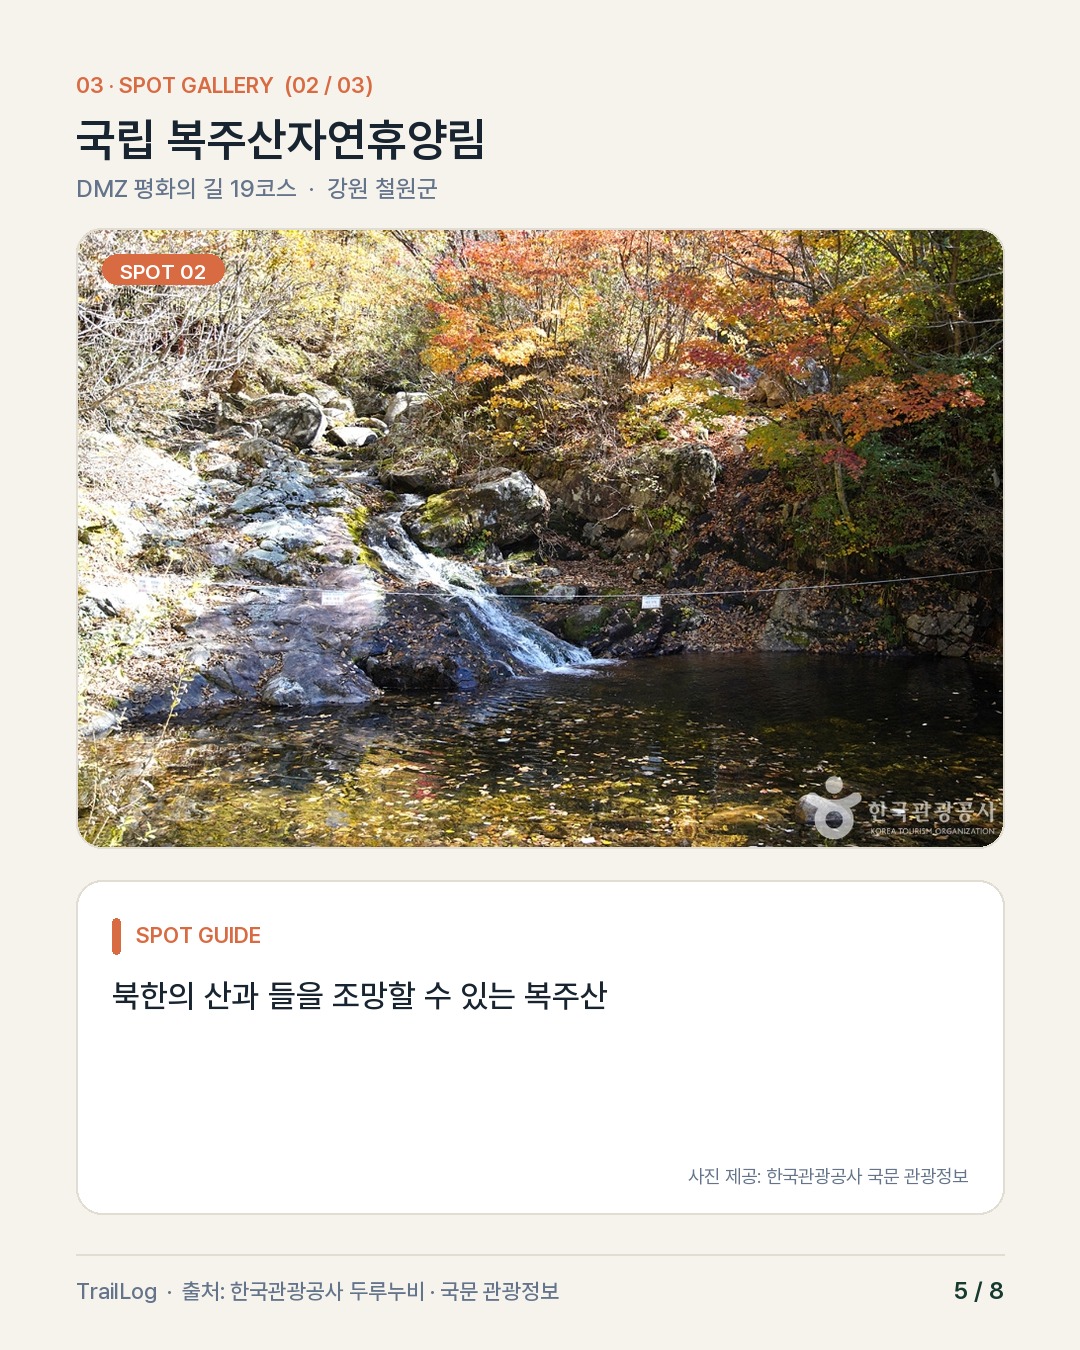 03 · SPOT GALLERY (02 / 03)
국립 복주산자연휴양림
DMZ 평화의 길 19코스 · 강원 철원군
SPOT 02
한국관광공사
KOREA TOURISM ORGANIZATION
SPOT GUIDE
북한의 산과 들을 조망할 수 있는 복주산
사진 제공: 한국관광공사 국문 관광정보
TrailLog · 출처: 한국관광공사 두루누비 · 국문 관광정보
5 / 8